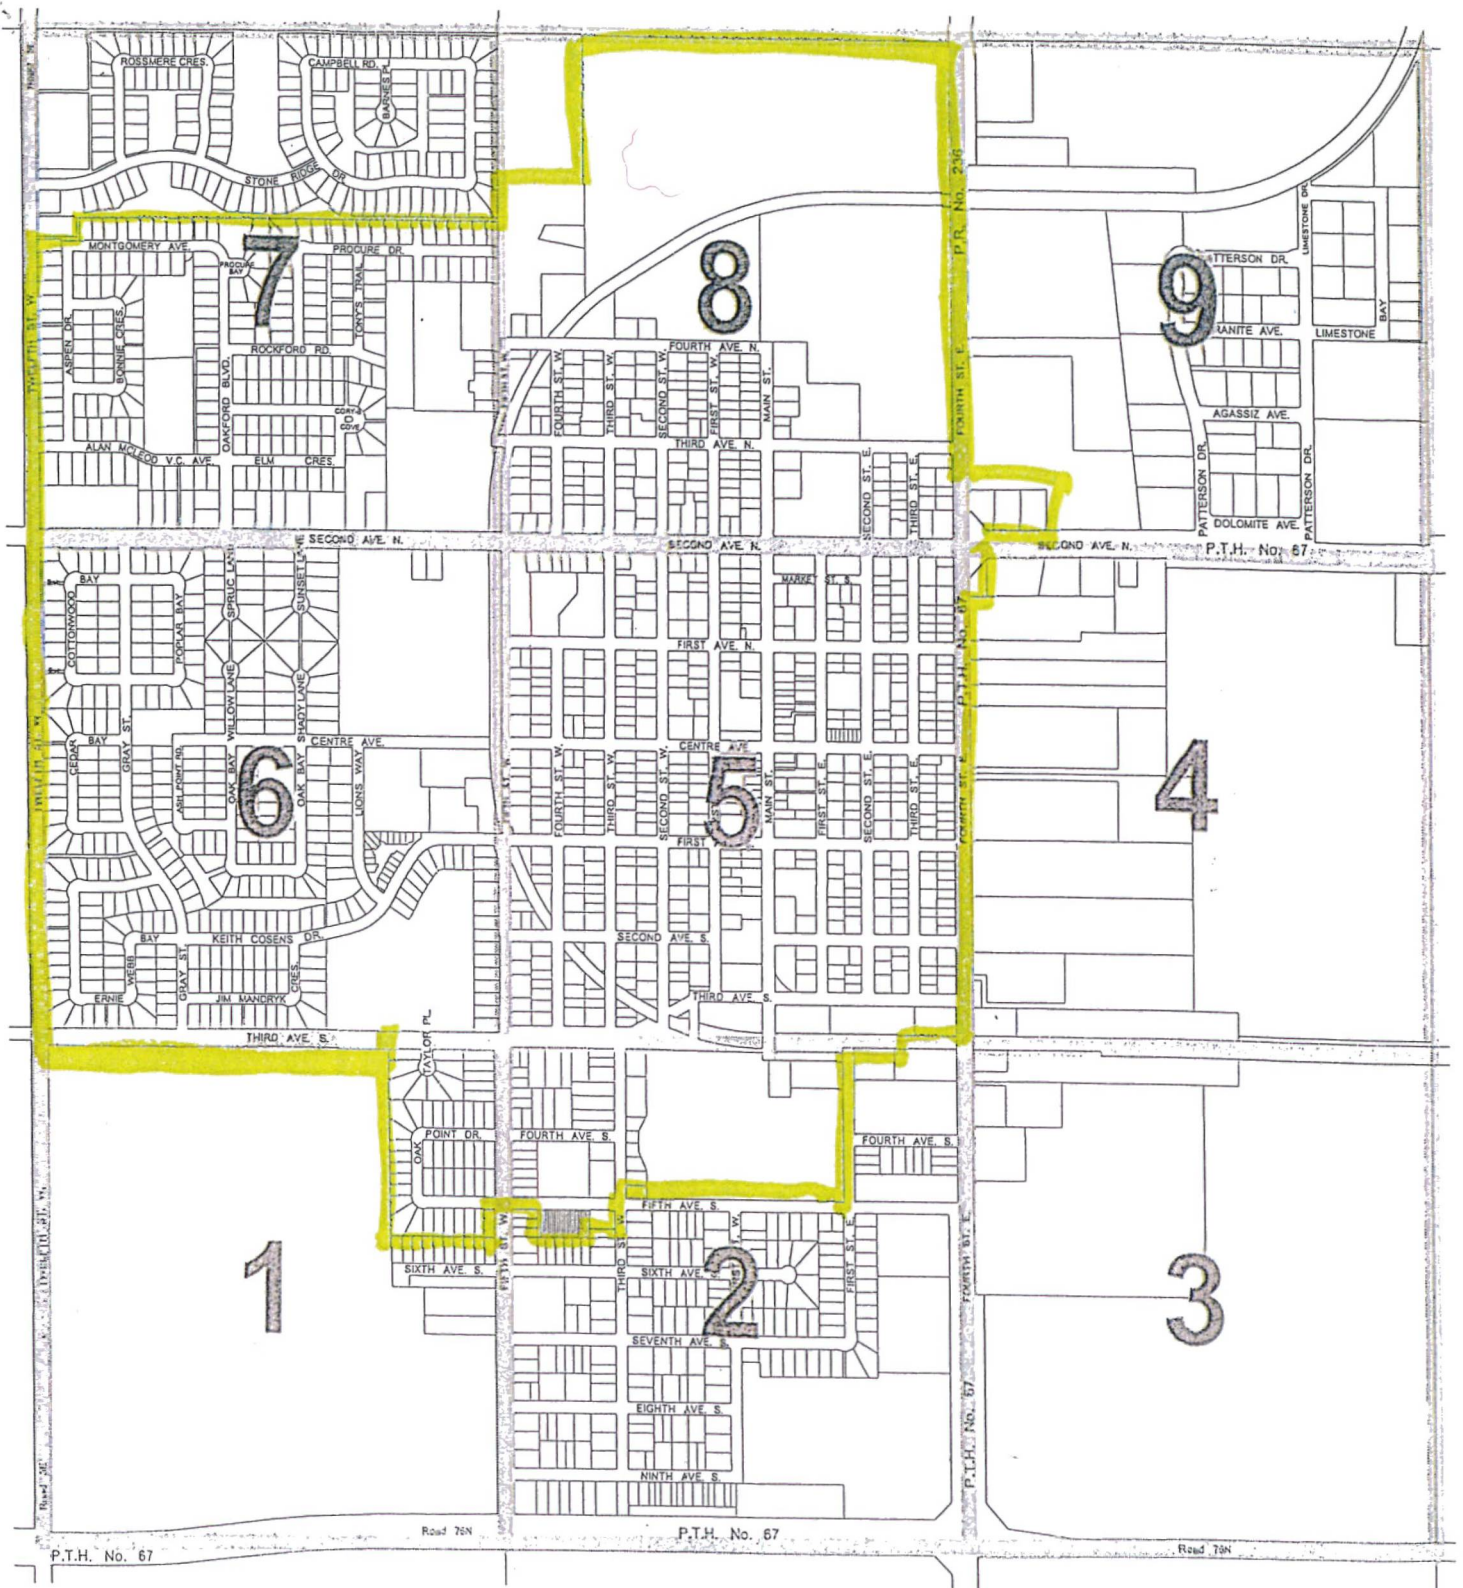 ROSSMERE CRES.
CAMPBELL RD.
BARNES PL.
STONE RIDGE DR.
P.R. No. 236
LIMESTONE DR.
MONTGOMERY AVE.
PROCURE BAY
PROCURE DR.
7
8
9
TTERSON DR.
ASPEN DR.
BONNIE CRES.
TONY'S TRAIL
ROCKFORD RD.
OAKFORD BLVD.
CORY-D COVE
FOURTH AVE. N.
FOURTH ST. W.
THIRD ST. W.
SECOND ST. W.
FIRST ST. W.
MAIN ST.
FOURTH ST. E.
RANITE AVE.
LIMESTONE
BAY
AGASSIZ AVE.
ALAN MCLEOD V.C. AVE.
ELM CRES.
THIRD AVE. N.
SECOND ST. E.
THIRD ST. E.
PATTERSON DR.
PATTERSON DR.
DOLOMITE AVE.
SECOND AVE. N.
SECOND AVE. N.
SECOND AVE. N.
P.T.H. No. 67
BAY
COTTONWOOD
POPLAR BAY
SPRUC LANE
SUNSET LANE
MARKET ST. S.
P.T.H. No. 67
FIRST AVE. N.
WILLOW LANE
SHADY LANE
BAY
CEDAR
GRAY ST.
ASH POINT RD.
OAK BAY
OAK BAY
CENTRE AVE.
LIONS WAY
CENTRE AVE.
FOURTH ST. W.
THIRD ST. W.
SECOND ST. W.
MAIN ST.
FIRST ST. E.
SECOND ST. E.
THIRD ST. E.
FOURTH ST. E.
6
5
4
FIRST
KEITH COSENS DR.
BAY
WEBB
ERNIE
GRAY ST.
JIM MANDRYK
CRES.
SECOND AVE. S.
THIRD AVE. S.
THIRD AVE. S.
TAYLOR PL.
OAK
POINT DR.
FOURTH AVE. S.
FOURTH AVE. S.
FIFTH AVE. S.
1
2
3
SIXTH AVE. S.
SIXTH AVE.
THIRD ST. W.
FIRST ST. E.
FOURTH ST. E.
SEVENTH AVE. S.
EIGHTH AVE. S.
P.T.H. No. 67
NINTH AVE. S.
Road 76N
P.T.H. No. 67
Road 76N
P.T.H. No. 67